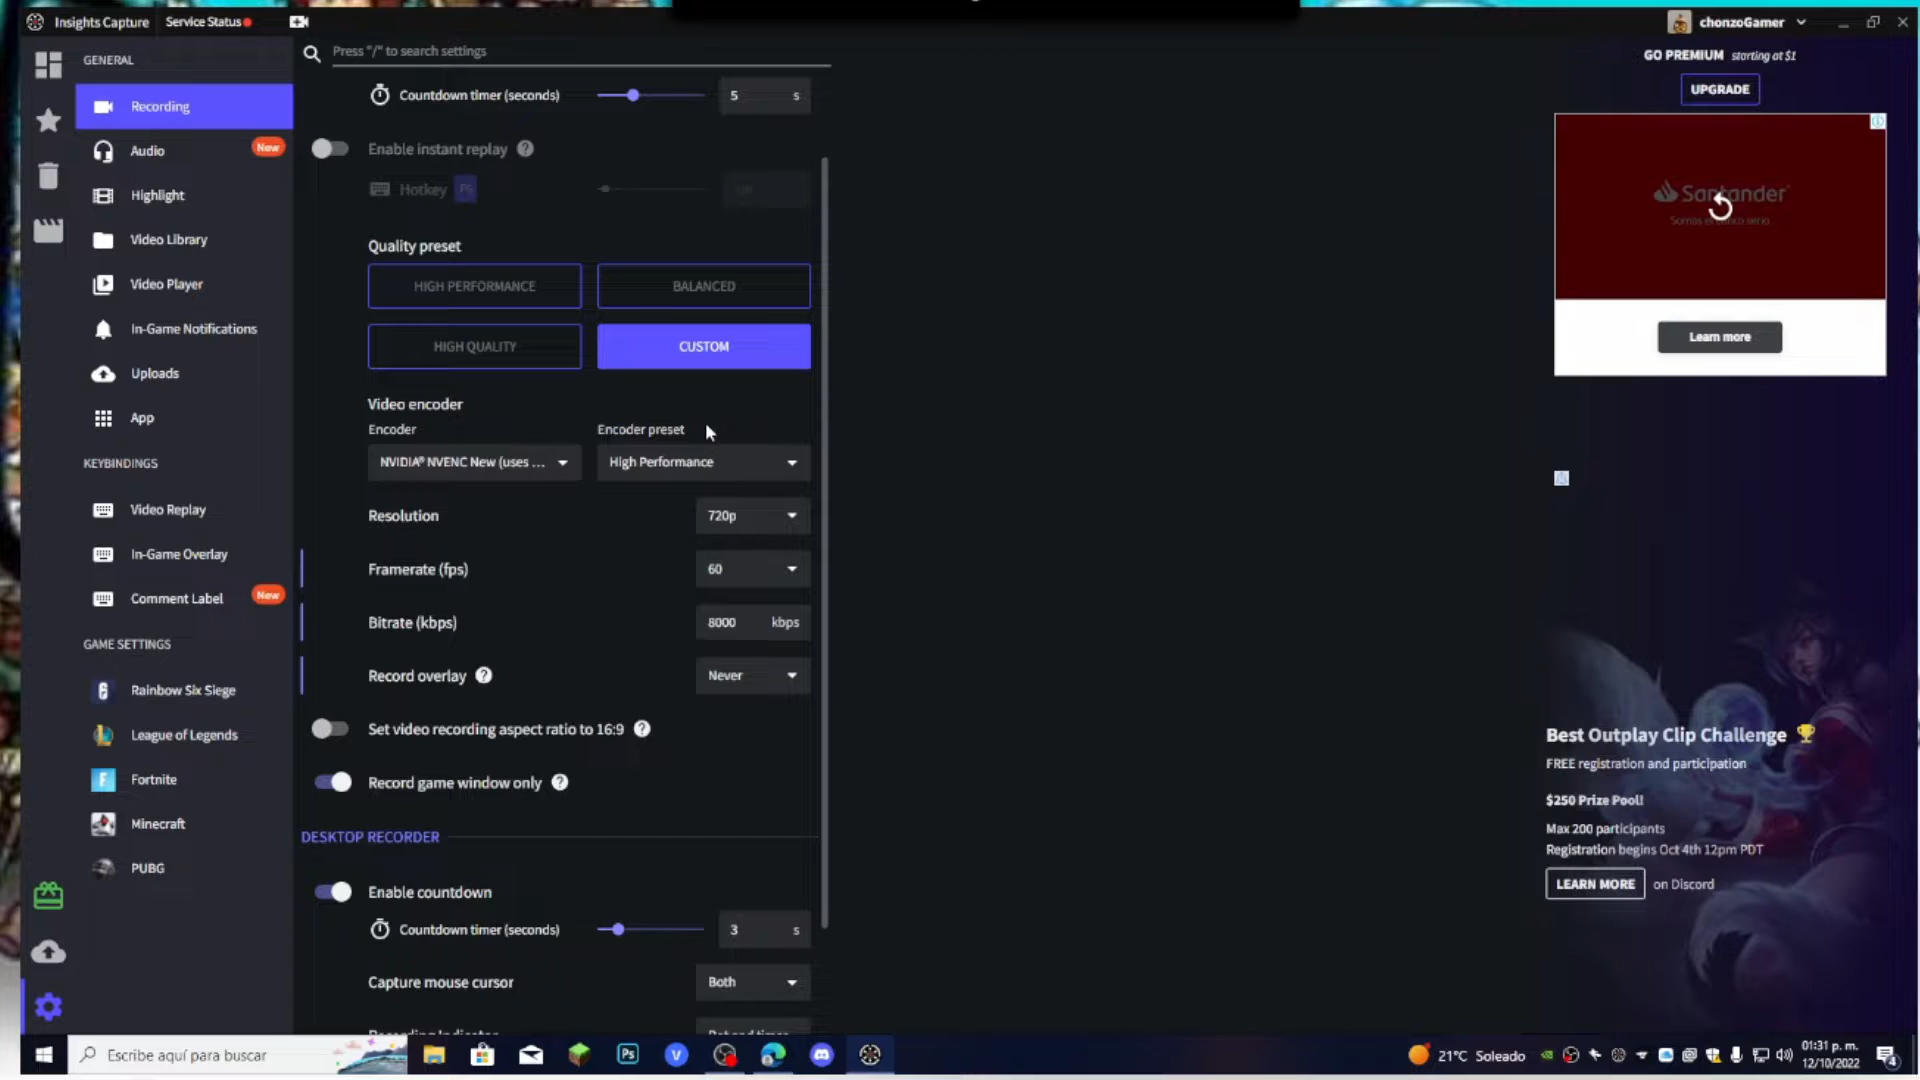 Insights Capture
Service Status
chonzoGamer
GENERAL
Recording
Audio
New
Highlight
Video Library
Video Player
In-Game Notifications
Uploads
App
KEYBINDINGS
Video Replay
In-Game Overlay
Comment Label
New
GAME SETTINGS
Rainbow Six Siege
League of Legends
Fortnite
Minecraft
PUBG
Press "/" to search settings
Countdown timer (seconds)
5 s
Enable instant replay
Hotkey
Quality preset
HIGH PERFORMANCE
BALANCED
HIGH QUALITY
CUSTOM
Video encoder
Encoder
Encoder preset
NVIDIA® NVENC New (uses ...
High Performance
Resolution
720p
Framerate (fps)
60
Bitrate (kbps)
8000 kbps
Record overlay
Never
Set video recording aspect ratio to 16:9
Record game window only
DESKTOP RECORDER
Enable countdown
Countdown timer (seconds)
3 s
Capture mouse cursor
Both
GO PREMIUM starting at $1
UPGRADE
Santander
Learn more
Best Outplay Clip Challenge
FREE registration and participation
$250 Prize Pool!
Max 200 participants
Registration begins Oct 4th 12pm PDT
LEARN MORE on Discord
Escribe aquí para buscar
Ps
V
21°C Soleado
01:31 p. m.
12/10/2022
4